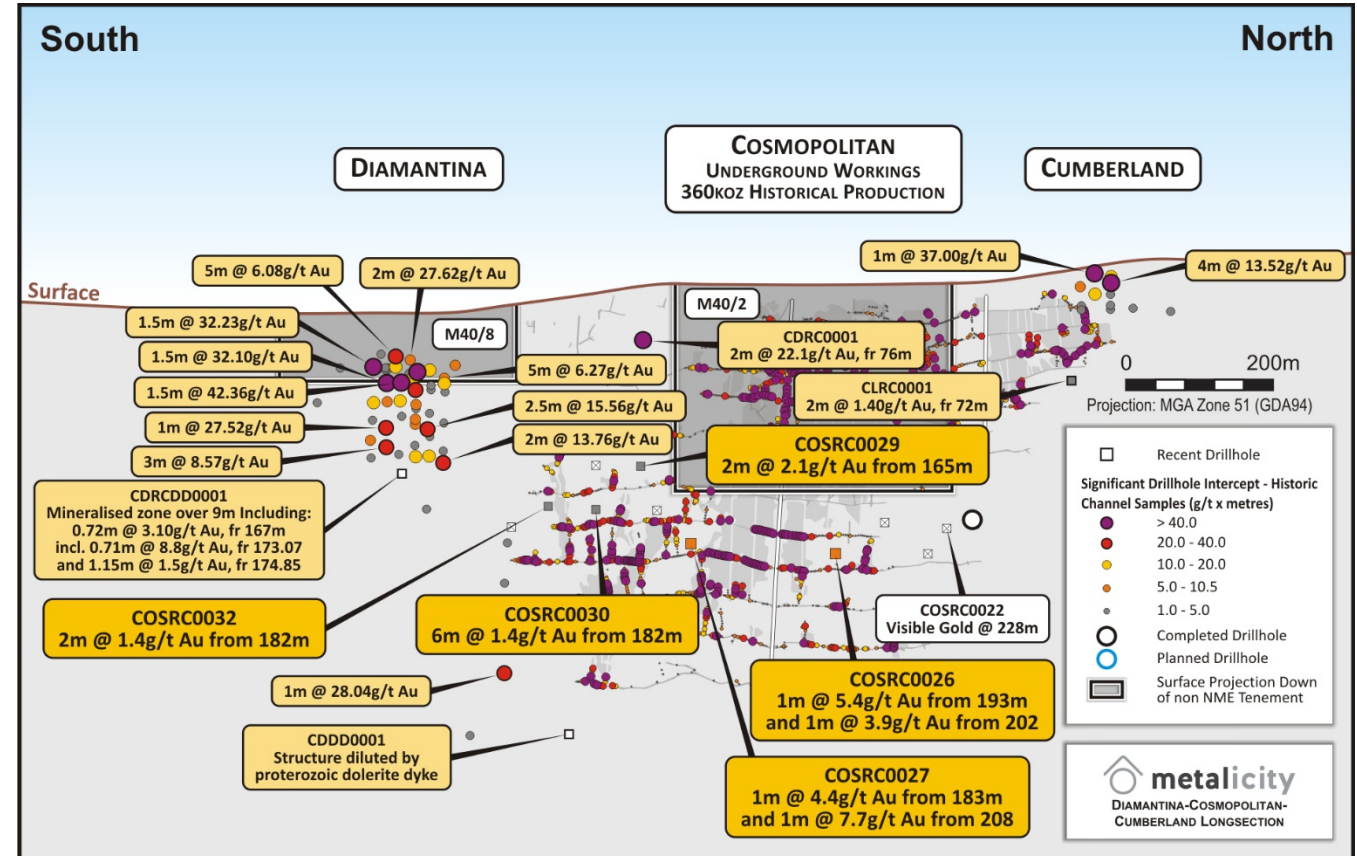 South
North
DIAMANTINA
COSMOPOLITAN
UNDERGROUND WORKINGS
360KOZ HISTORICAL PRODUCTION
CUMBERLAND
Surface
5m @ 6.08g/t Au
2m @ 27.62g/t Au
1m @ 37.00g/t Au
4m @ 13.52g/t Au
1.5m @ 32.23g/t Au
M40/8
M40/2
1.5m @ 32.10g/t Au
5m @ 6.27g/t Au
CDRC0001
2m @ 22.1g/t Au, fr 76m
1.5m @ 42.36g/t Au
CLRC0001
2m @ 1.40g/t Au, fr 72m
0
200m
Projection: MGA Zone 51 (GDA94)
1m @ 27.52g/t Au
2.5m @ 15.56g/t Au
3m @ 8.57g/t Au
2m @ 13.76g/t Au
COSRC0029
2m @ 2.1g/t Au from 165m
CDRCDD0001
Mineralised zone over 9m Including:
0.72m @ 3.10g/t Au, fr 167m
incl. 0.71m @ 8.8g/t Au, fr 173.07
and 1.15m @ 1.5g/t Au, fr 174.85
COSRC0032
2m @ 1.4g/t Au from 182m
COSRC0030
6m @ 1.4g/t Au from 182m
COSRC0022
Visible Gold @ 228m
1m @ 28.04g/t Au
COSRC0026
1m @ 5.4g/t Au from 193m
and 1m @ 3.9g/t Au from 202
CDDD0001
Structure diluted by
proterozoic dolerite dyke
COSRC0027
1m @ 4.4g/t Au from 183m
and 1m @ 7.7g/t Au from 208
Recent Drillhole
Significant Drillhole Intercept - Historic
Channel Samples (g/t x metres)
> 40.0
20.0 - 40.0
10.0 - 20.0
5.0 - 10.5
1.0 - 5.0
Completed Drillhole
Planned Drillhole
Surface Projection Down
of non NME Tenement
metalicity
DIAMANTINA-COSMOPOLITAN-
CUMBERLAND LONGSECTION